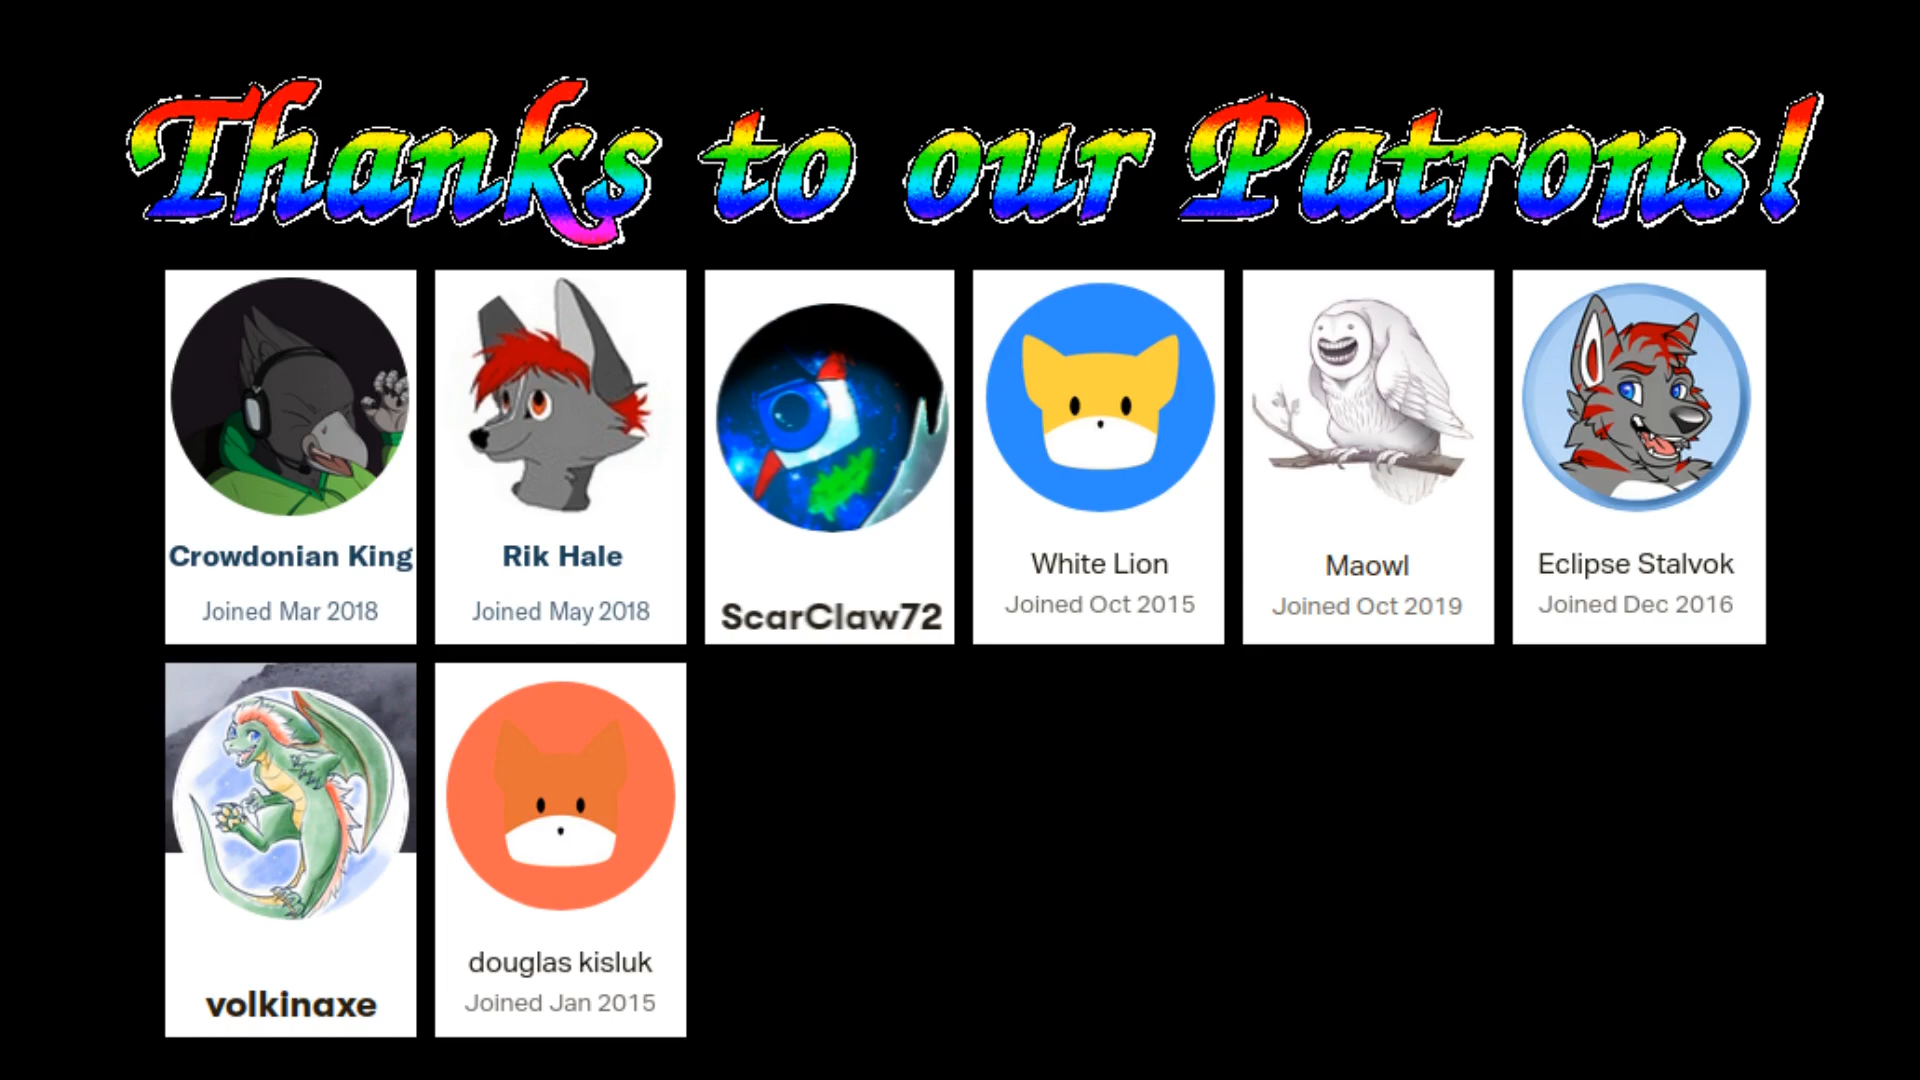 Thanks to our Patrons!
Crowdonian King
Joined Mar 2018
Rik Hale
Joined May 2018
ScarClaw72
White Lion
Joined Oct 2015
Maowl
Joined Oct 2019
Eclipse Stalvok
Joined Dec 2016
volkinaxe
douglas kisluk
Joined Jan 2015